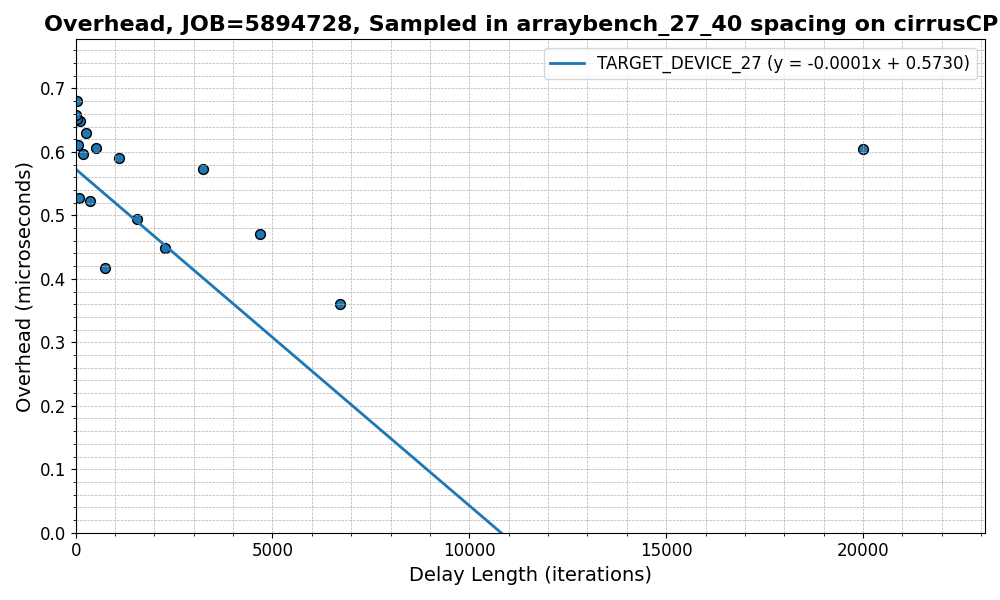 Overhead, JOB=5894728, Sampled in arraybench_27_40 spacing on cirrusCP
TARGET_DEVICE_27 (y = -0.0001x + 0.5730)
Overhead (microseconds)
0.7
0.6
0.5
0.4
0.3
0.2
0.1
0.0
0 5000 10000 15000 20000
Delay Length (iterations)